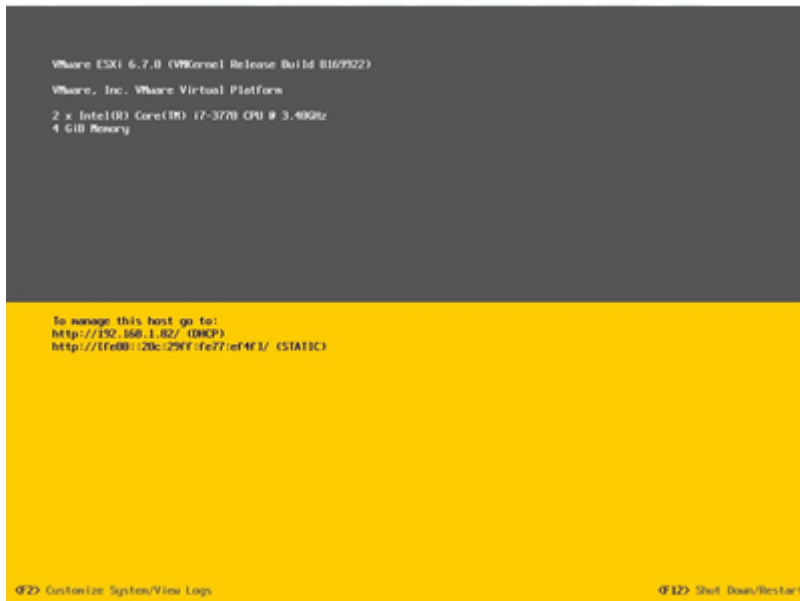 VMware ESXi 6.7.0 (VMKernel Release Build 8169922)
VMware, Inc. VMware Virtual Platform
2 x Intel(R) Core(TM) i7-3770 CPU @ 3.40GHz
4 GiB Memory
To manage this host go to:
http://192.168.1.82/ (DHCP)
http://[fe80::20c:29ff:fe77:ef4f]/ (STATIC)
<F2> Customize System/View Logs
<F12> Shut Down/Restart